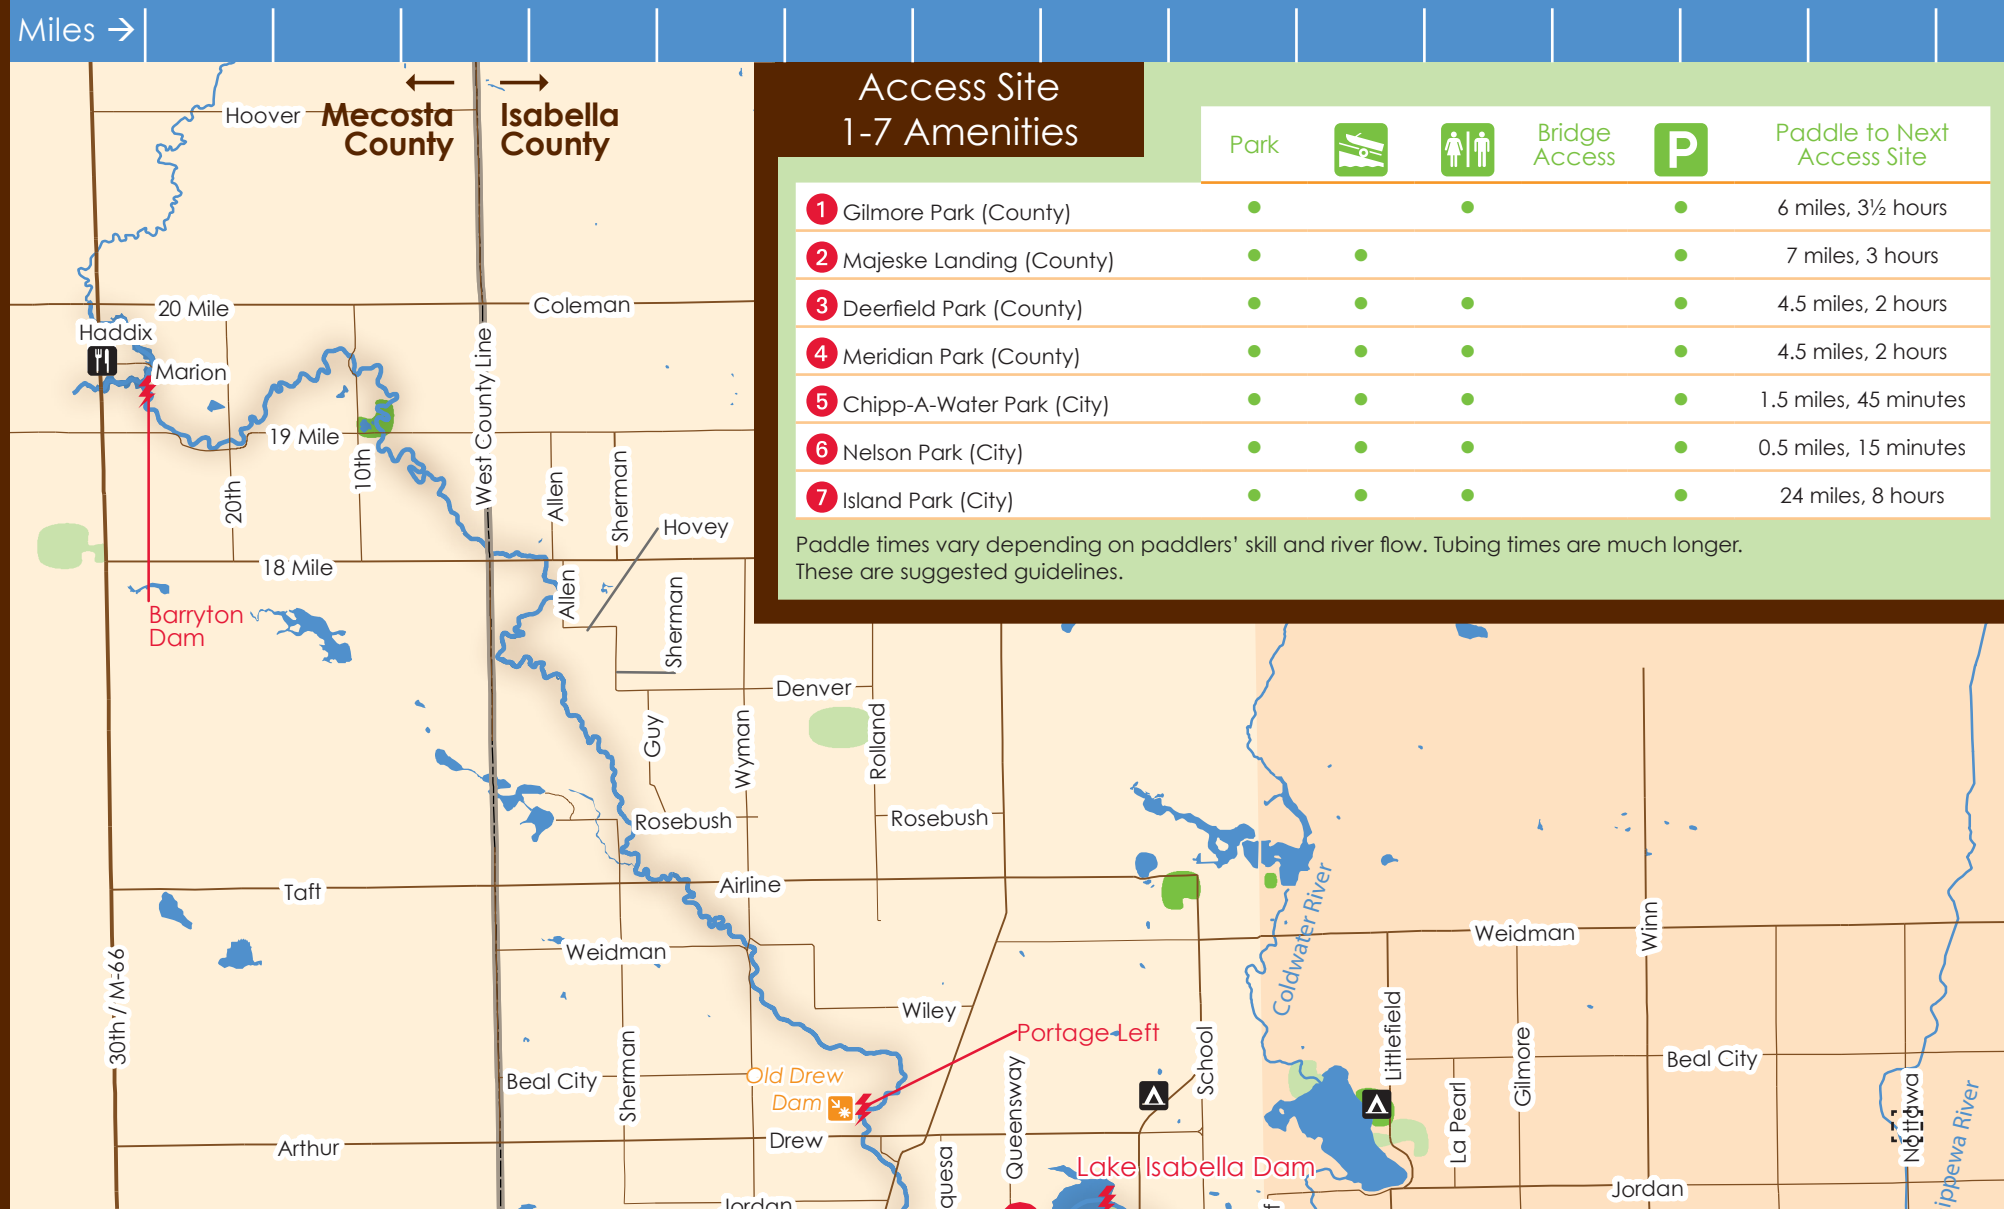 Miles →
Mecosta
County
Isabella
County
Hoover
Access Site
1-7 Amenities
Park
Bridge
Access
P
Paddle to Next
Access Site
1 Gilmore Park (County) 6 miles, 3½ hours
2 Majeske Landing (County) 7 miles, 3 hours
3 Deerfield Park (County) 4.5 miles, 2 hours
4 Meridian Park (County) 4.5 miles, 2 hours
5 Chipp-A-Water Park (City) 1.5 miles, 45 minutes
6 Nelson Park (City) 0.5 miles, 15 minutes
7 Island Park (City) 24 miles, 8 hours
Paddle times vary depending on paddlers’ skill and river flow. Tubing times are much longer.
These are suggested guidelines.
20 Mile
Coleman
Haddix
Marion
West County Line
19 Mile
10th
20th
Allen
Sherman
Hovey
18 Mile
Allen
Sherman
Barryton
Dam
Denver
Guy
Wyman
Rolland
Rosebush
Rosebush
Taft
Airline
Coldwater River
Weidman
Weidman
Winn
30th / M-66
Wiley
Portage Left
Sherman
Beal City
Old Drew
Dam
Queensway
School
Littlefield
La Pearl
Gilmore
Beal City
Nottawa
ippewa River
Arthur
Drew
Lake Isabella Dam
quesa
Jordan
Jordan